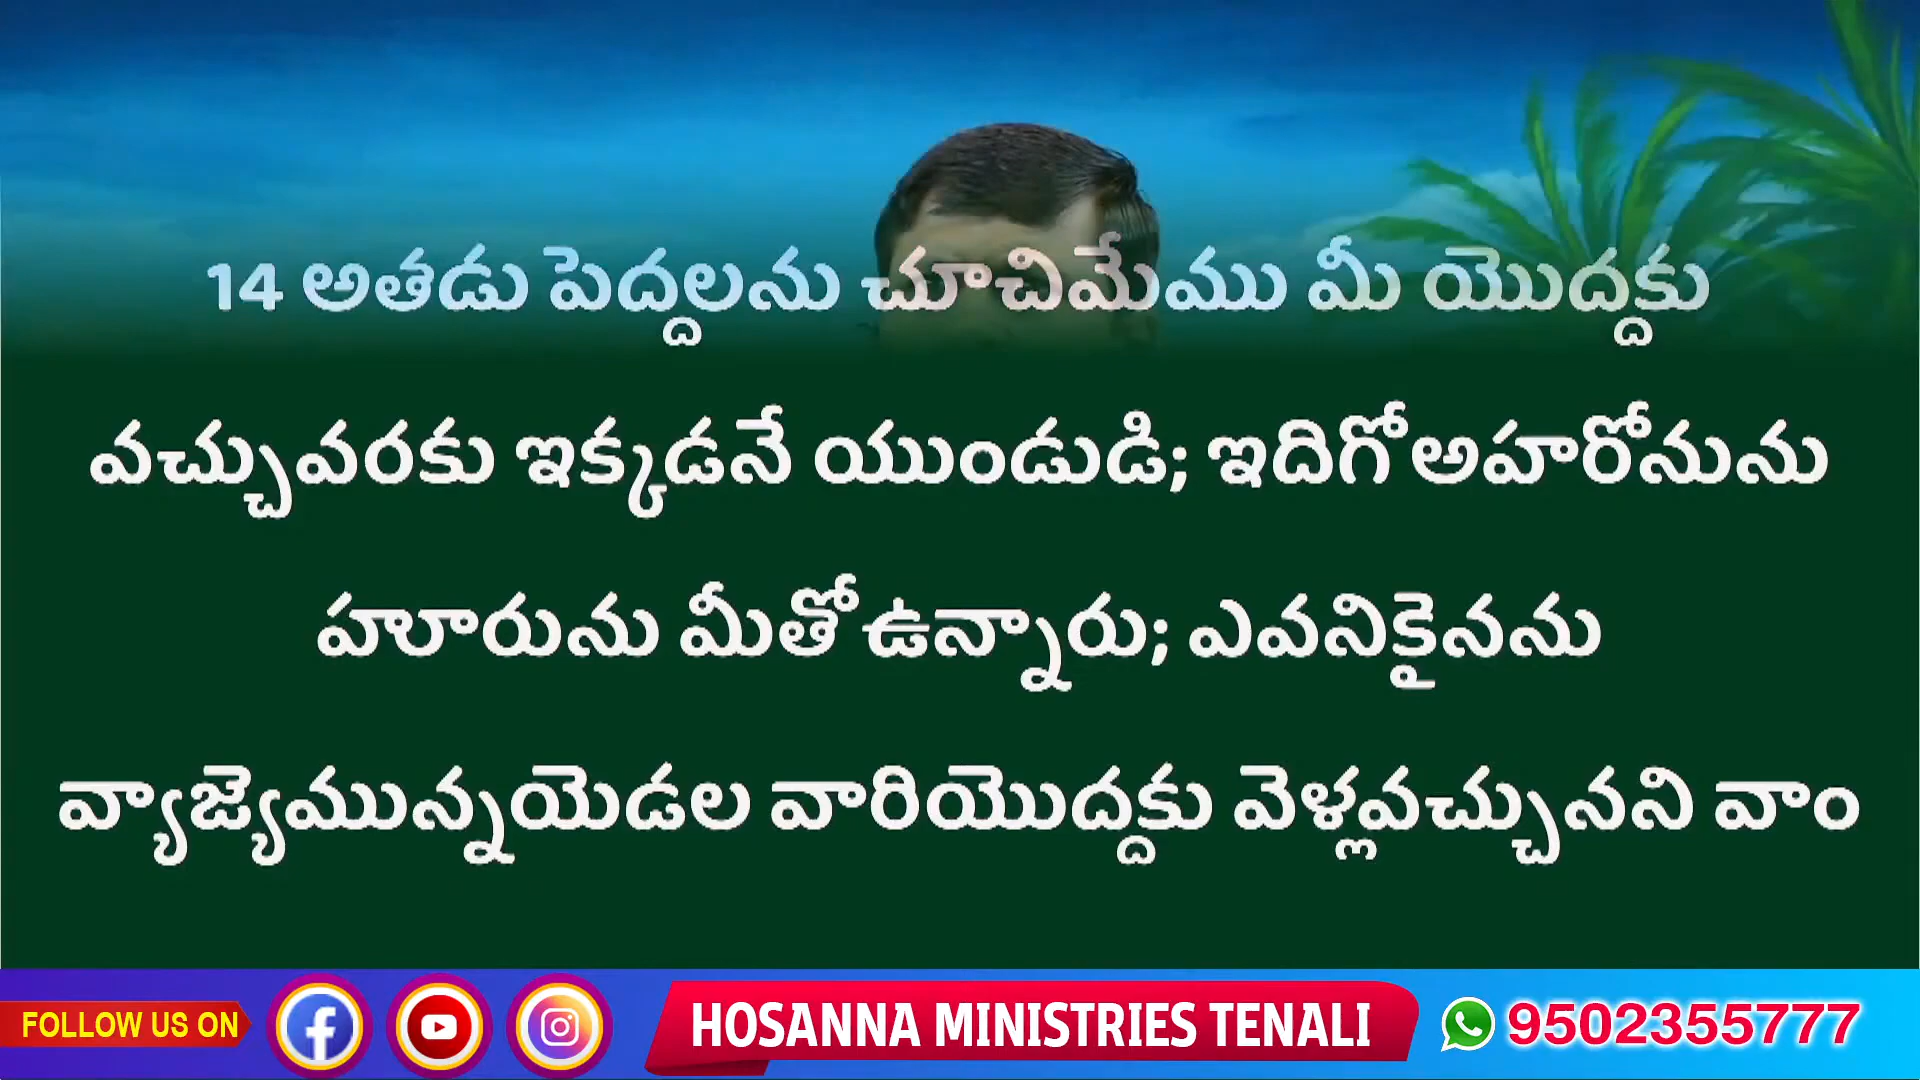 14 అతడు పెద్దలను చూచిమేము మీ యొద్దకు
వచ్చువరకు ఇక్కడనే యుండుడి; ఇదిగో అహరోనును
హూరును మీతో ఉన్నారు; ఎవనికైనను
వ్యాజ్యెమున్నయెడల వారియొద్దకు వెళ్లవచ్చునని వాం
FOLLOW US ON
HOSANNA MINISTRIES TENALI
9502355777